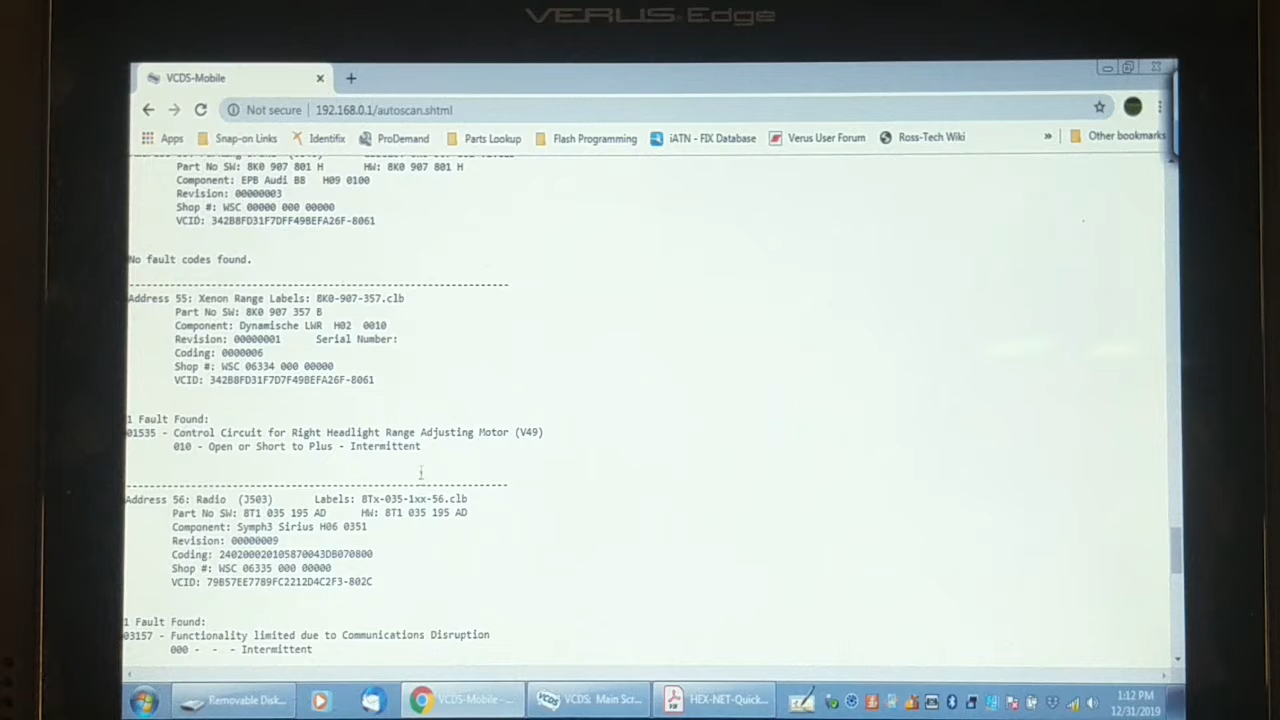 VERUS Edge
VCDS-Mobile
Not secure 192.168.0.1/autoscan.shtml
Apps Snap-on Links Identifix ProDemand Parts Lookup Flash Programming iATN - FIX Database Verus User Forum Ross-Tech Wiki » Other bookmarks
Part No SW: 8K0 907 801 H HW: 8K0 907 801 H
Component: EPB Audi B8 H09 0100
Revision: 00000003
Shop #: WSC 00000 000 00000
VCID: 342B8FD31F7DFF49BEFA26F-8061
No fault codes found.
Address 55: Xenon Range Labels: 8K0-907-357.clb
Part No SW: 8K0 907 357 B
Component: Dynamische LWR H02 0010
Revision: 00000001 Serial Number:
Coding: 0000006
Shop #: WSC 06334 000 00000
VCID: 342B8FD31F7D7F49BEFA26F-8061
1 Fault Found:
01535 - Control Circuit for Right Headlight Range Adjusting Motor (V49)
010 - Open or Short to Plus - Intermittent
Address 56: Radio (J503) Labels: 8Tx-035-1xx-56.clb
Part No SW: 8T1 035 195 AD HW: 8T1 035 195 AD
Component: Symph3 Sirius H06 0351
Revision: 00000009
Coding: 240200020105870043DB070800
Shop #: WSC 06335 000 00000
VCID: 79B57EE7789FC2212D4C2F3-802C
1 Fault Found:
03157 - Functionality limited due to Communications Disruption
000 - - - Intermittent
Removable Disk... VCDS-Mobile -... VCDS: Main Scr... HEX-NET-Quick... 1:12 PM
12/31/2019